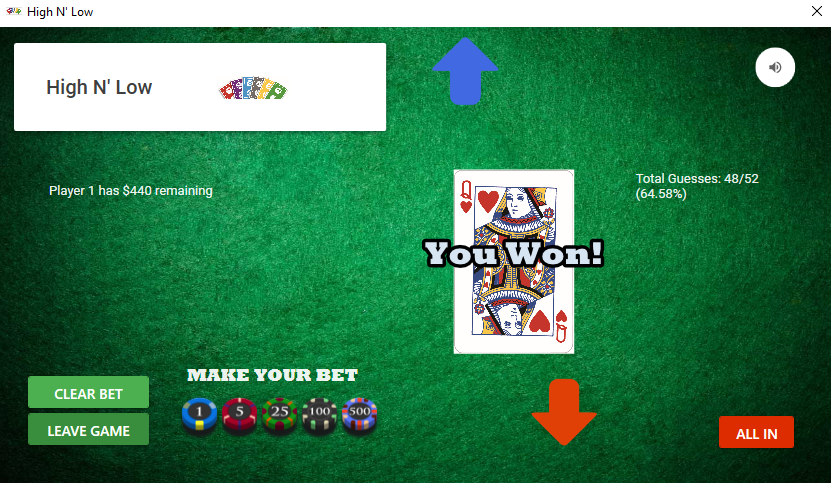 High N' Low
High N' Low
Player 1 has $440 remaining
Total Guesses: 48/52
(64.58%)
Q
You Won!
Q
MAKE YOUR BET
CLEAR BET
1 5 25 100 500
LEAVE GAME
ALL IN